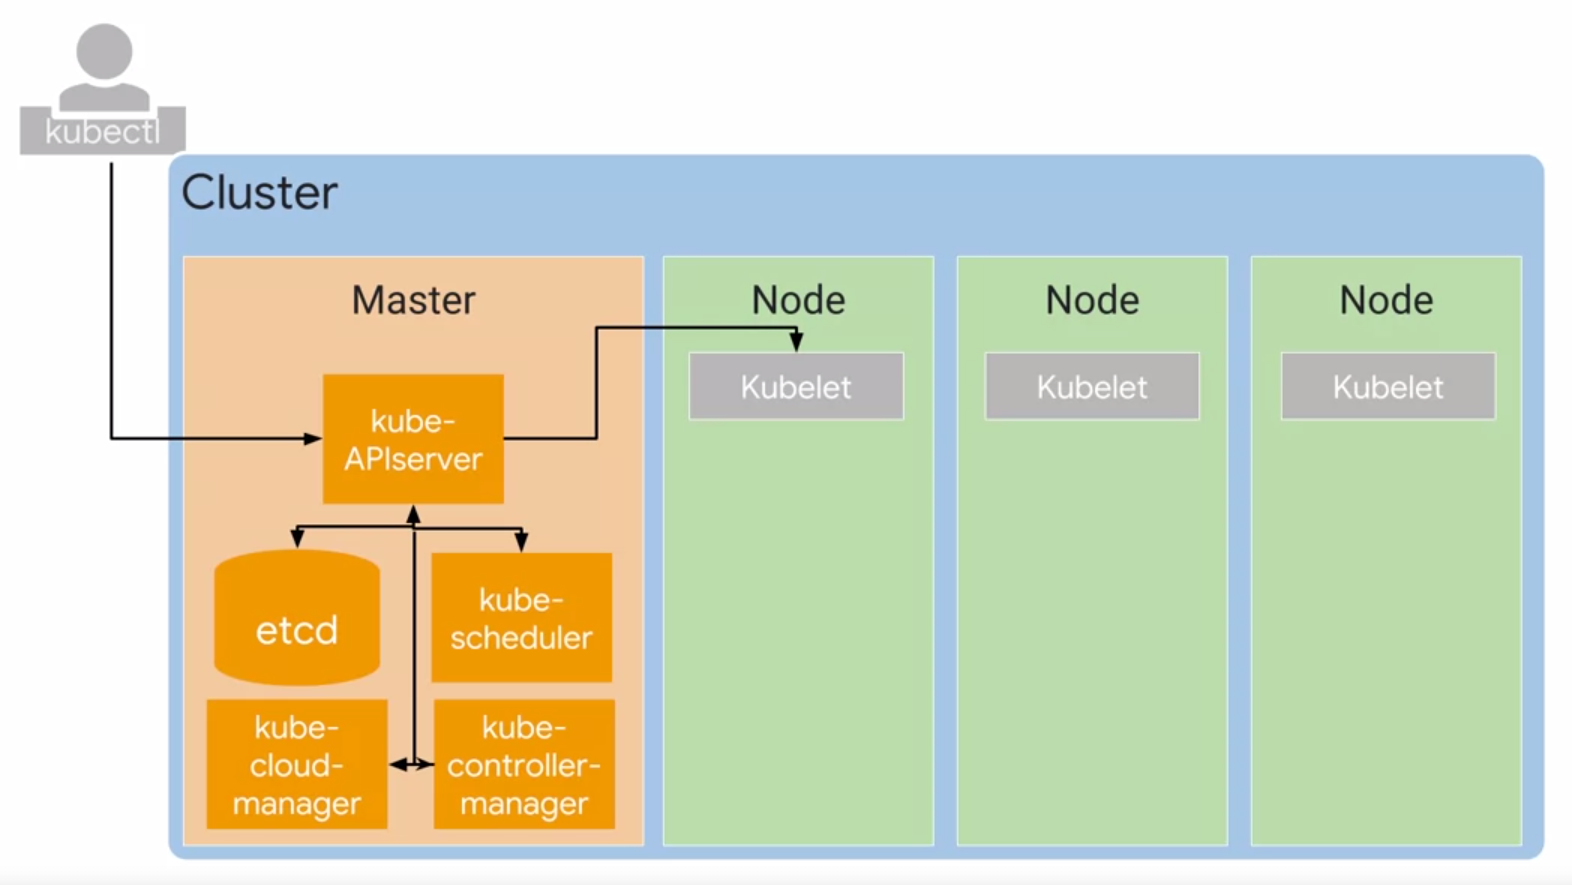 kubectl
Cluster
Master
Node
Node
Node
Kubelet
Kubelet
Kubelet
kube-
APIserver
etcd
kube-
scheduler
kube-
cloud-
manager
kube-
controller-
manager